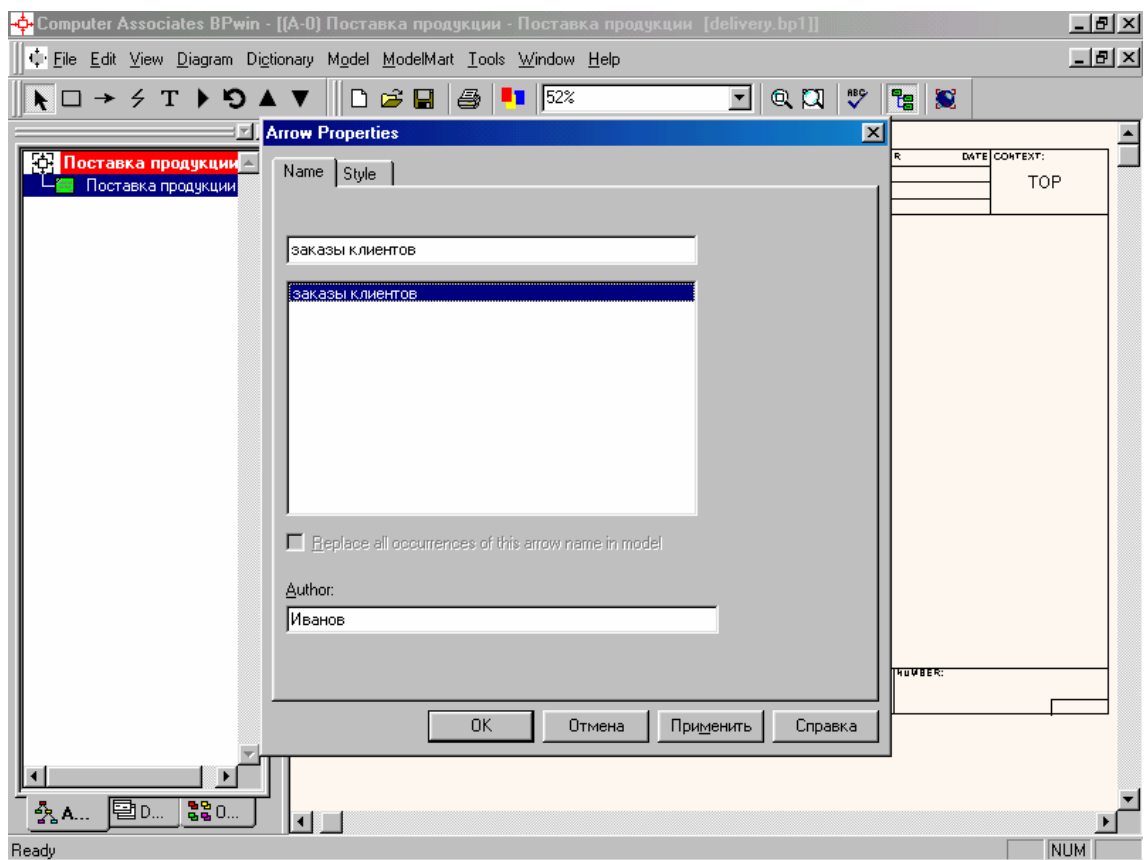 Computer Associates BPwin - [(A-0) Поставка продукции - Поставка продукции [delivery.bp1]]
File Edit View Diagram Dictionary Model ModelMart Tools Window Help
T 52% ABC
Arrow Properties
Поставка продукции
Поставка продукции
Name Style
R DATE CONTEXT:
TOP
заказы клиентов
заказы клиентов
Replace all occurrences of this arrow name in model
Author:
Иванов
NUMBER:
OK Отмена Применить Справка
A... D... O...
Ready NUM